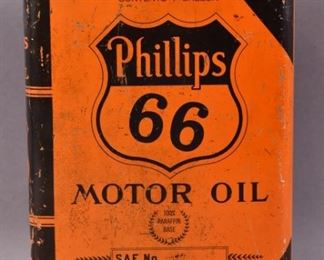 Phillips
66
MOTOR OIL
100%
PARAFFIN
BASE
SAE No.